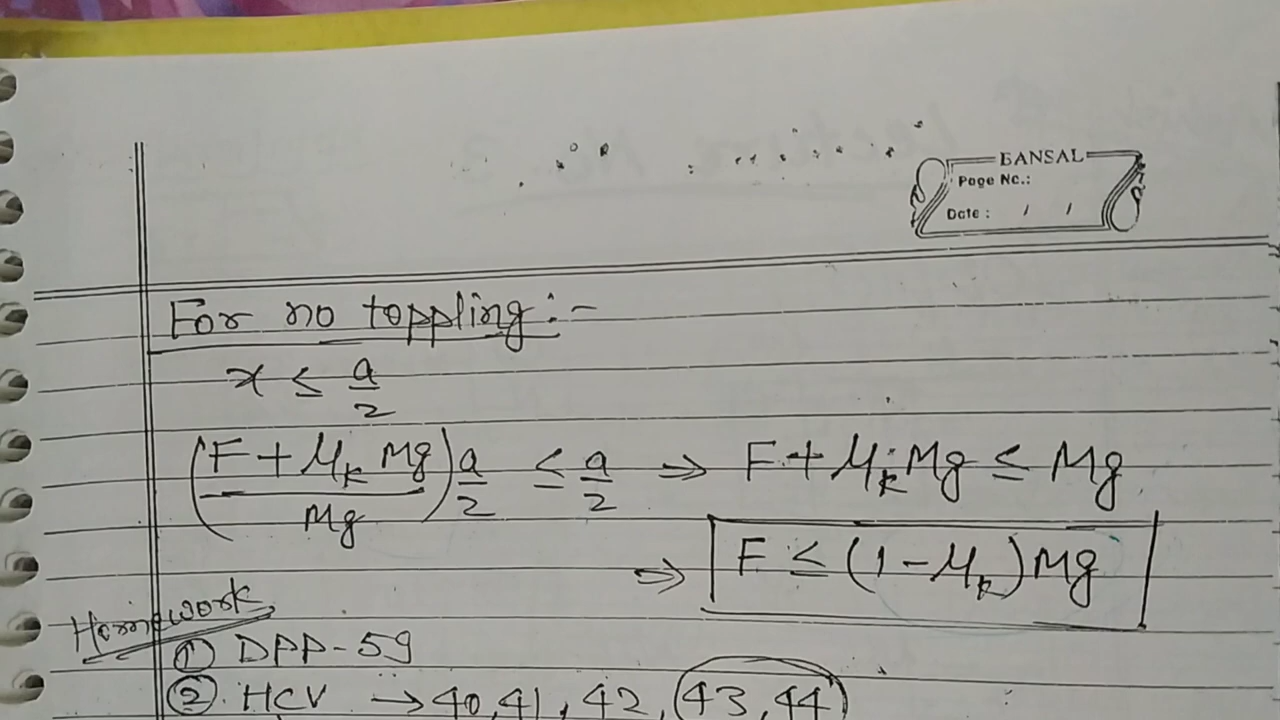 BANSAL
Page No.:
Date : / /
For no toppling :-
x ≤ a/2
((F + μk Mg)/Mg) a/2 ≤ a/2 ⇒ F + μk Mg ≤ Mg
⇒ F ≤ (1 - μk) Mg
Homework
① DPP-59
② HCV → 40, 41, 42, (43, 44)